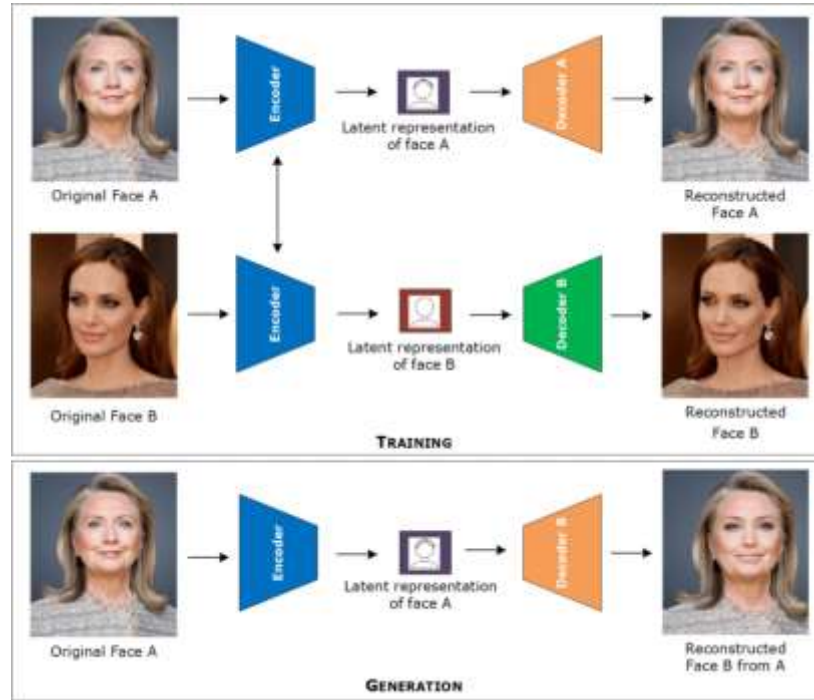 Encoder
Decoder A
Latent representation
of face A
Original Face A
Reconstructed
Face A
Encoder
Decoder B
Latent representation
of face B
Original Face B
Reconstructed
Face B
TRAINING
Encoder
Decoder B
Latent representation
of face A
Original Face A
Reconstructed
Face B from A
GENERATION